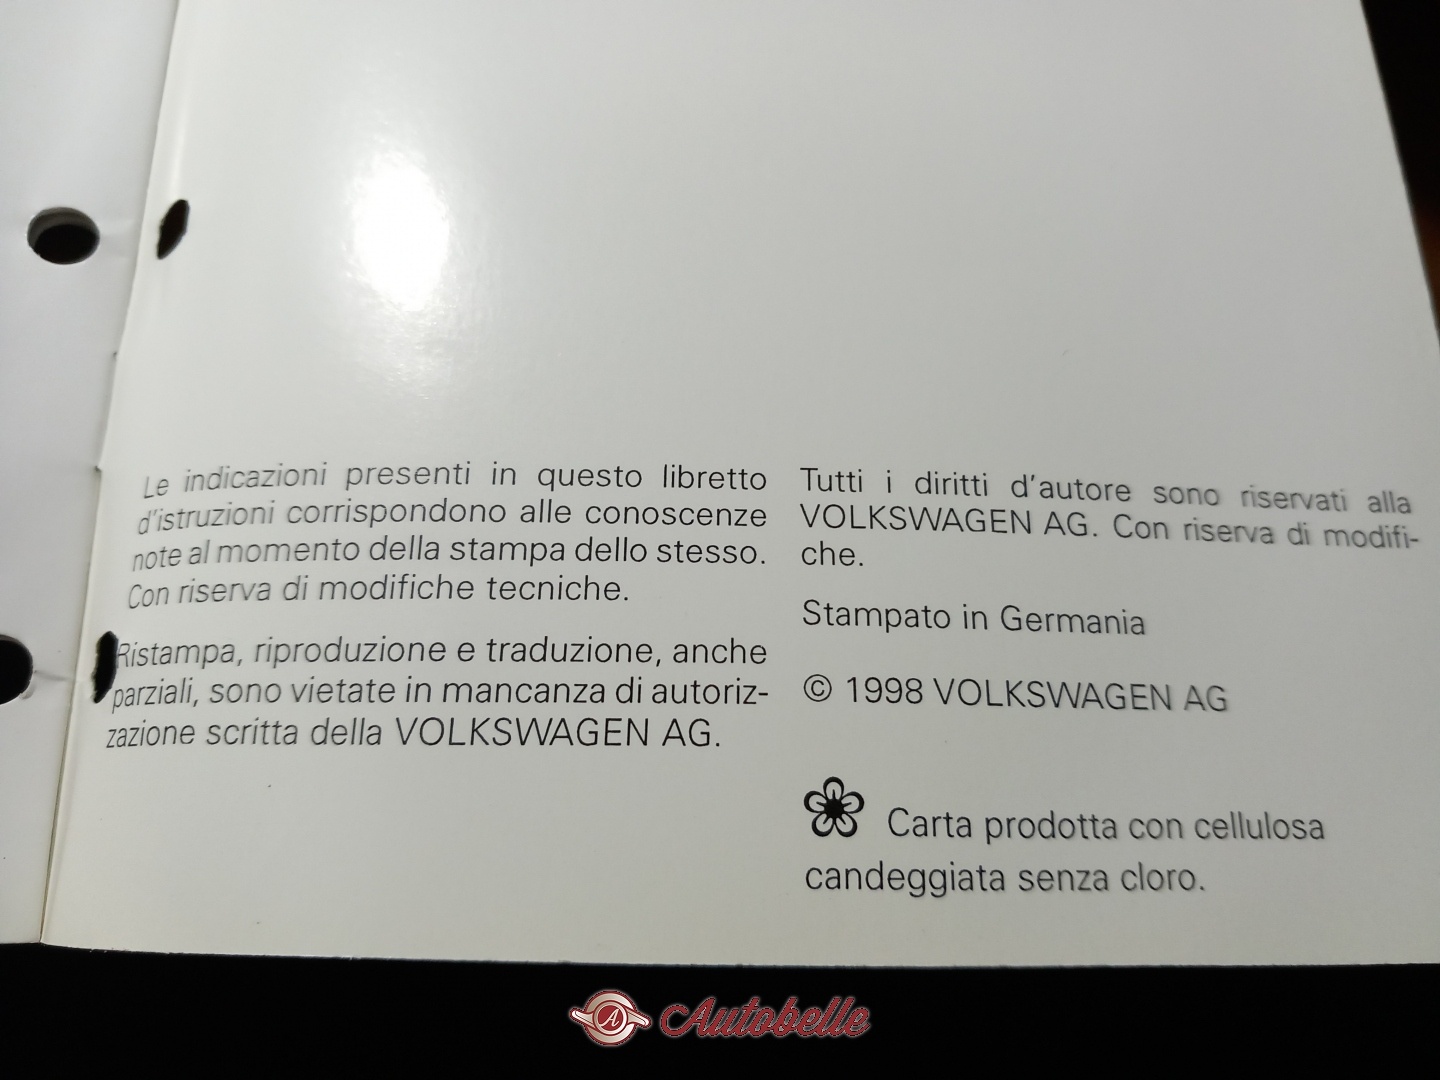 Le indicazioni presenti in questo libretto
d'istruzioni corrispondono alle conoscenze
note al momento della stampa dello stesso.
Con riserva di modifiche tecniche.
Ristampa, riproduzione e traduzione, anche
parziali, sono vietate in mancanza di autoriz-
zazione scritta della VOLKSWAGEN AG.
Tutti i diritti d'autore sono riservati alla
VOLKSWAGEN AG. Con riserva di modifi-
che.
Stampato in Germania
© 1998 VOLKSWAGEN AG
Carta prodotta con cellulosa
candeggiata senza cloro.
A Autobelle